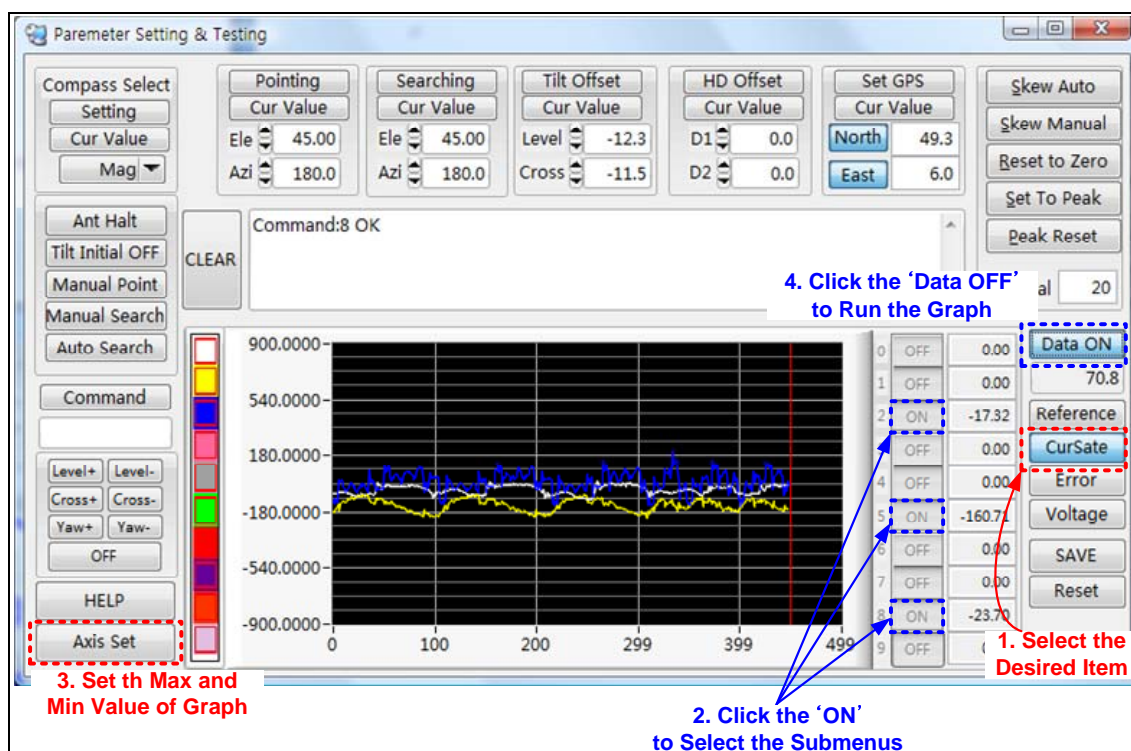 Paremeter Setting & Testing
Compass Select
Setting
Cur Value
Mag
Pointing
Cur Value
Ele 45.00
Azi 180.0
Searching
Cur Value
Ele 45.00
Azi 180.0
Tilt Offset
Cur Value
Level -12.3
Cross -11.5
HD Offset
Cur Value
D1 0.0
D2 0.0
Set GPS
Cur Value
North 49.3
East 6.0
Skew Auto
Skew Manual
Reset to Zero
Set To Peak
Peak Reset
al 20
Ant Halt
Tilt Initial OFF
Manual Point
Manual Search
Auto Search
CLEAR
Command:8 OK
4. Click the ‘Data OFF’
to Run the Graph
Command
Level+ Level-
Cross+ Cross-
Yaw+ Yaw-
OFF
HELP
Axis Set
3. Set th Max and
Min Value of Graph
900.0000
540.0000
180.0000
-180.0000
-540.0000
-900.0000
0 100 200 299 399 499
0 OFF 0.00
1 OFF 0.00
2 ON -17.32
OFF 0.00
4 OFF 0.00
5 ON -160.71
6 OFF 0.00
7 OFF 0.00
8 ON -23.70
9 OFF
Data ON
70.8
Reference
CurSate
Error
Voltage
SAVE
Reset
1. Select the
Desired Item
2. Click the ‘ON’
to Select the Submenus